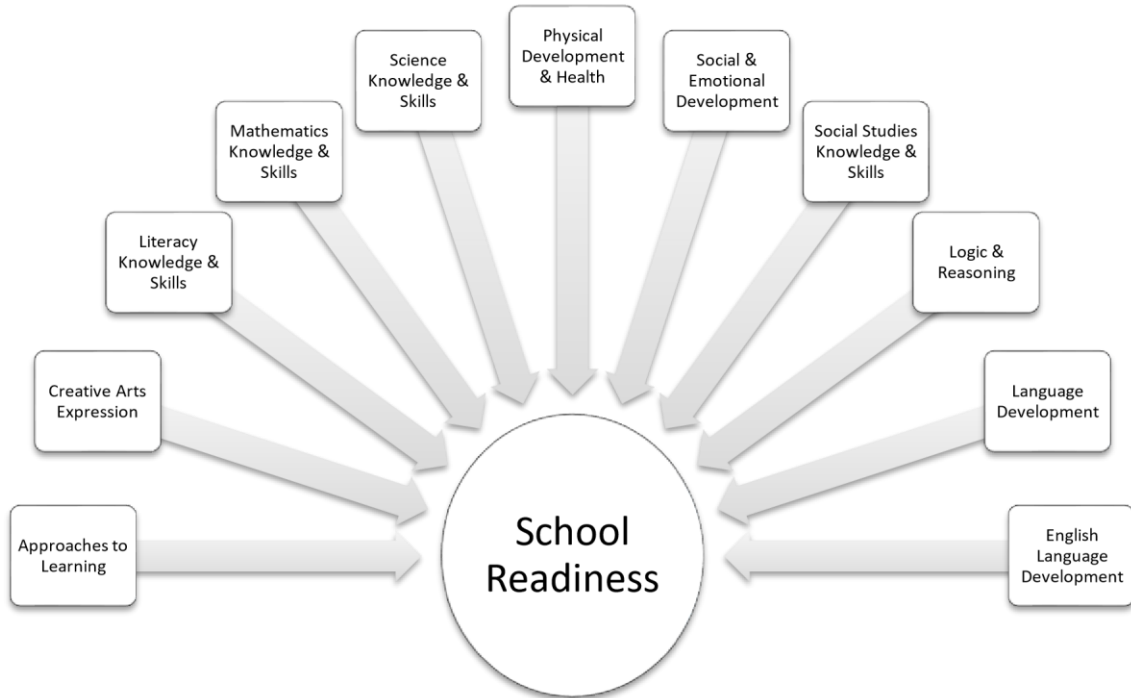 Approaches to
Learning
Creative Arts
Expression
Literacy
Knowledge &
Skills
Mathematics
Knowledge &
Skills
Science
Knowledge &
Skills
Physical
Development
& Health
Social &
Emotional
Development
Social Studies
Knowledge &
Skills
Logic &
Reasoning
Language
Development
English
Language
Development
School
Readiness